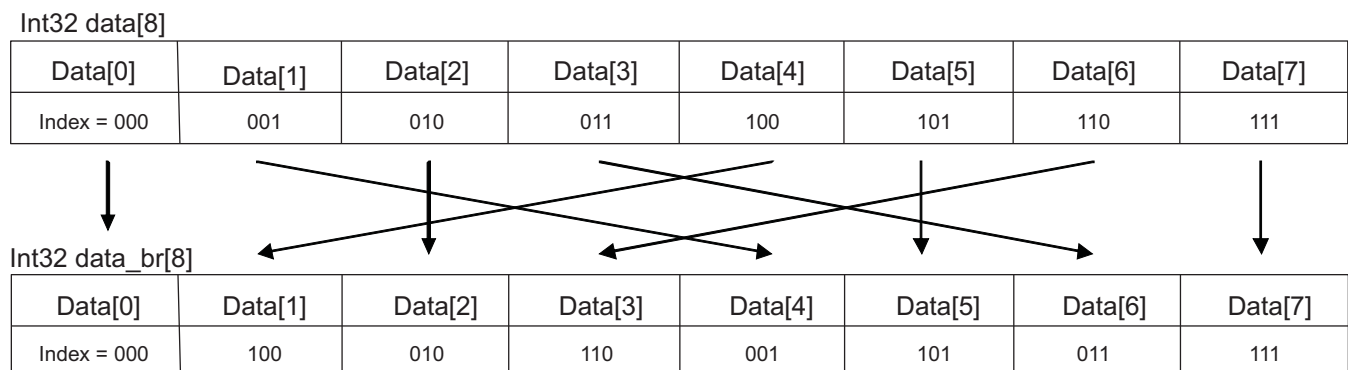 Int32 data[8]
Data[0] Data[1] Data[2] Data[3] Data[4] Data[5] Data[6] Data[7]
Index = 000 001 010 011 100 101 110 111
Int32 data_br[8]
Data[0] Data[1] Data[2] Data[3] Data[4] Data[5] Data[6] Data[7]
Index = 000 100 010 110 001 101 011 111